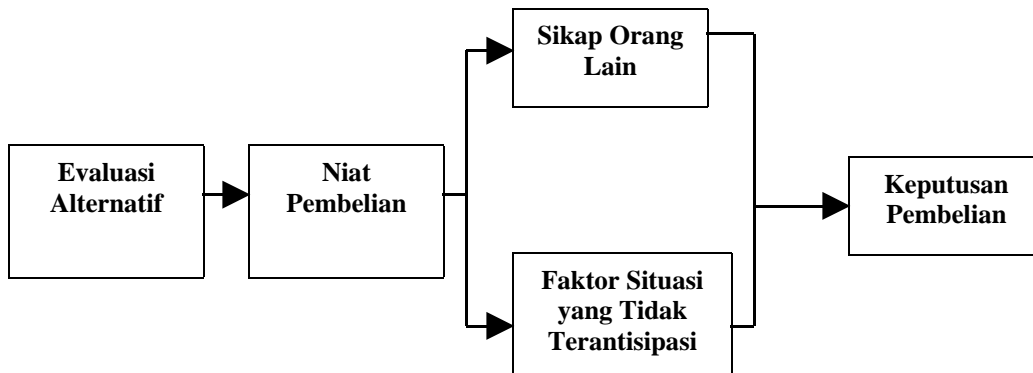 Evaluasi
Alternatif
Niat
Pembelian
Sikap Orang
Lain
Faktor Situasi
yang Tidak
Terantisipasi
Keputusan
Pembelian